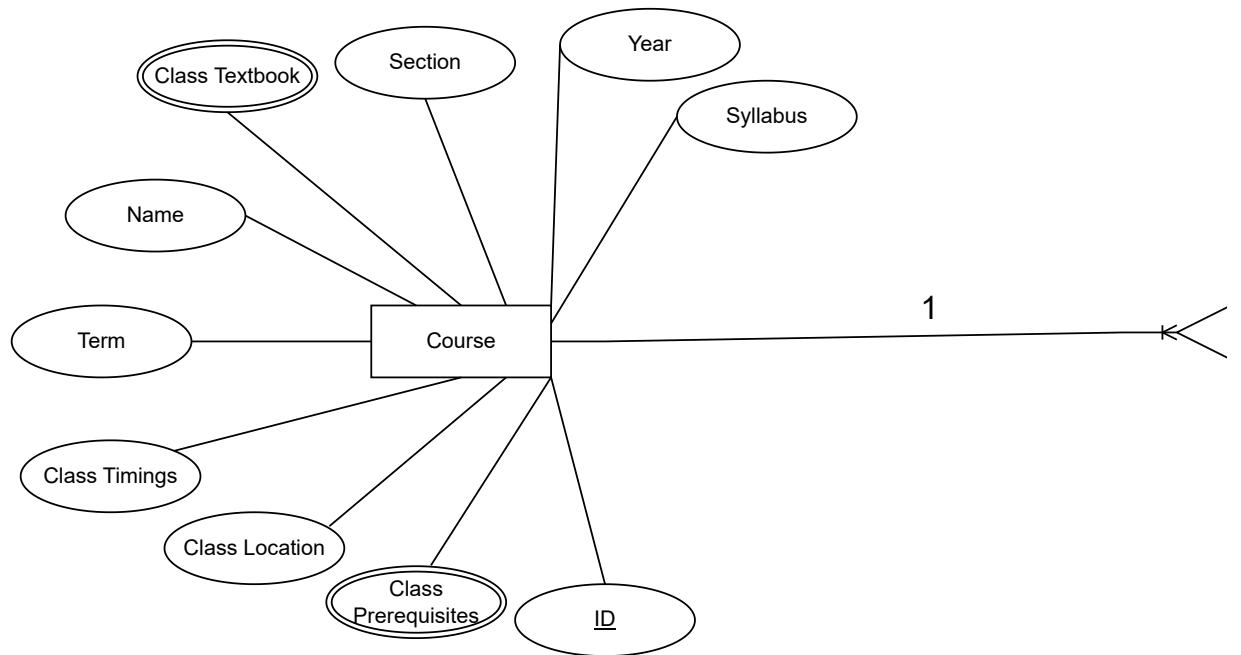 Year
Section
Class Textbook
Syllabus
Name
1
Term
Course
Class Timings
Class Location
Class
Prerequisites
ID